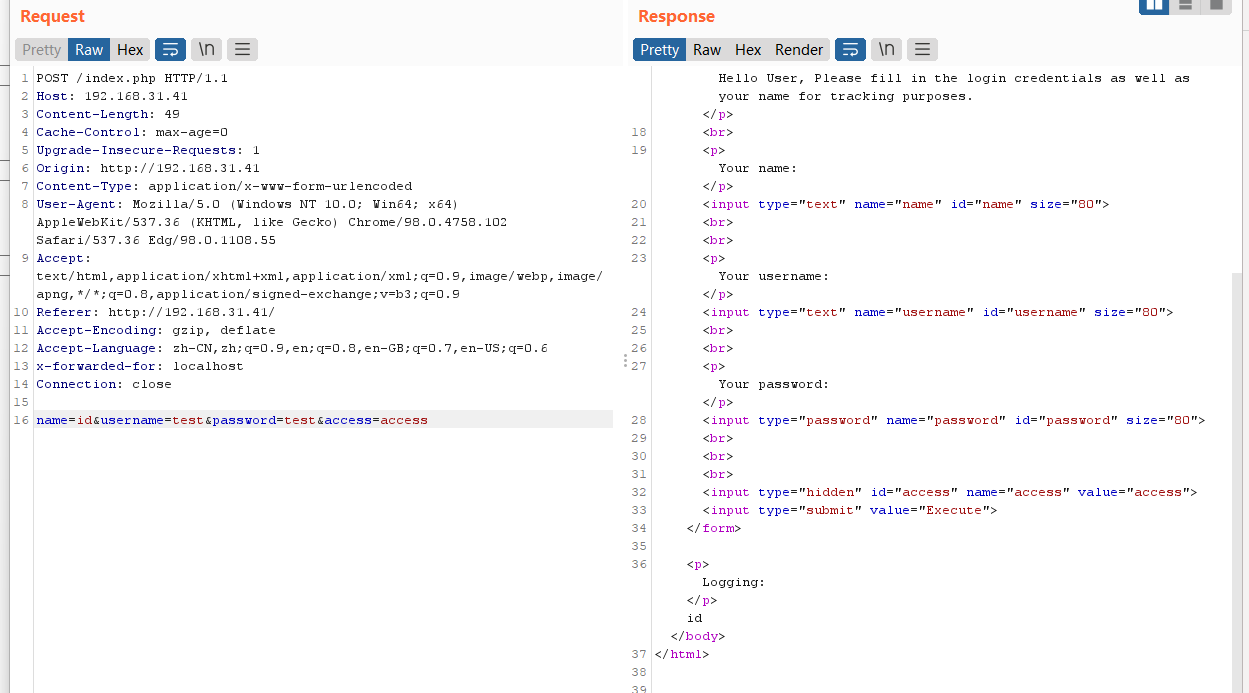 Request
Pretty Raw Hex \n
1 POST /index.php HTTP/1.1
2 Host: 192.168.31.41
3 Content-Length: 49
4 Cache-Control: max-age=0
5 Upgrade-Insecure-Requests: 1
6 Origin: http://192.168.31.41
7 Content-Type: application/x-www-form-urlencoded
8 User-Agent: Mozilla/5.0 (Windows NT 10.0; Win64; x64)
AppleWebKit/537.36 (KHTML, like Gecko) Chrome/98.0.4758.102
Safari/537.36 Edg/98.0.1108.55
9 Accept:
text/html,application/xhtml+xml,application/xml;q=0.9,image/webp,image/
apng,*/*;q=0.8,application/signed-exchange;v=b3;q=0.9
10 Referer: http://192.168.31.41/
11 Accept-Encoding: gzip, deflate
12 Accept-Language: zh-CN,zh;q=0.9,en;q=0.8,en-GB;q=0.7,en-US;q=0.6
13 x-forwarded-for: localhost
14 Connection: close
15
16 name=id&username=test&password=test&access=access
Response
Pretty Raw Hex Render \n
Hello User, Please fill in the login credentials as well as
your name for tracking purposes.
</p>
18 <br>
19 <p>
Your name:
</p>
20 <input type="text" name="name" id="name" size="80">
21 <br>
22 <br>
23 <p>
Your username:
</p>
24 <input type="text" name="username" id="username" size="80">
25 <br>
26 <br>
27 <p>
Your password:
</p>
28 <input type="password" name="password" id="password" size="80">
29 <br>
30 <br>
31 <br>
32 <input type="hidden" id="access" name="access" value="access">
33 <input type="submit" value="Execute">
34 </form>
35
36 <p>
Logging:
</p>
id
</body>
37 </html>
38
39